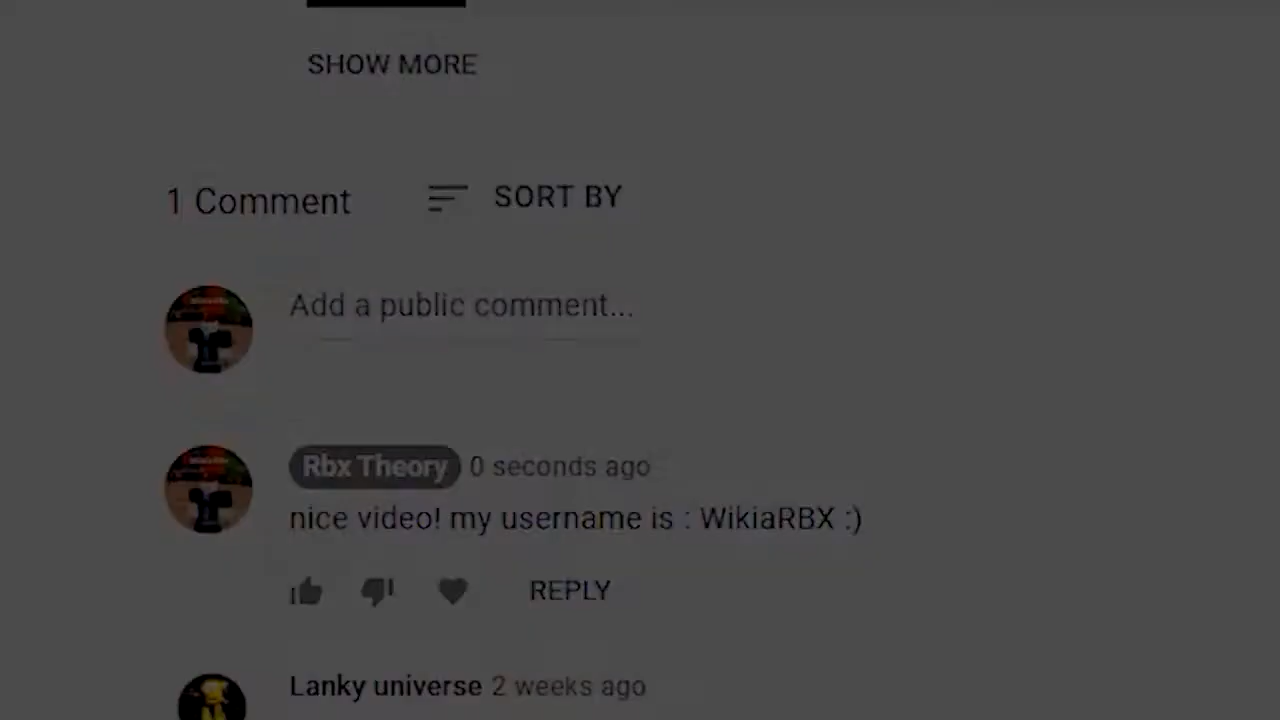 SHOW MORE
1 Comment SORT BY
Add a public comment...
Rbx Theory 0 seconds ago
nice video! my username is : WikiaRBX :)
REPLY
Lanky universe 2 weeks ago